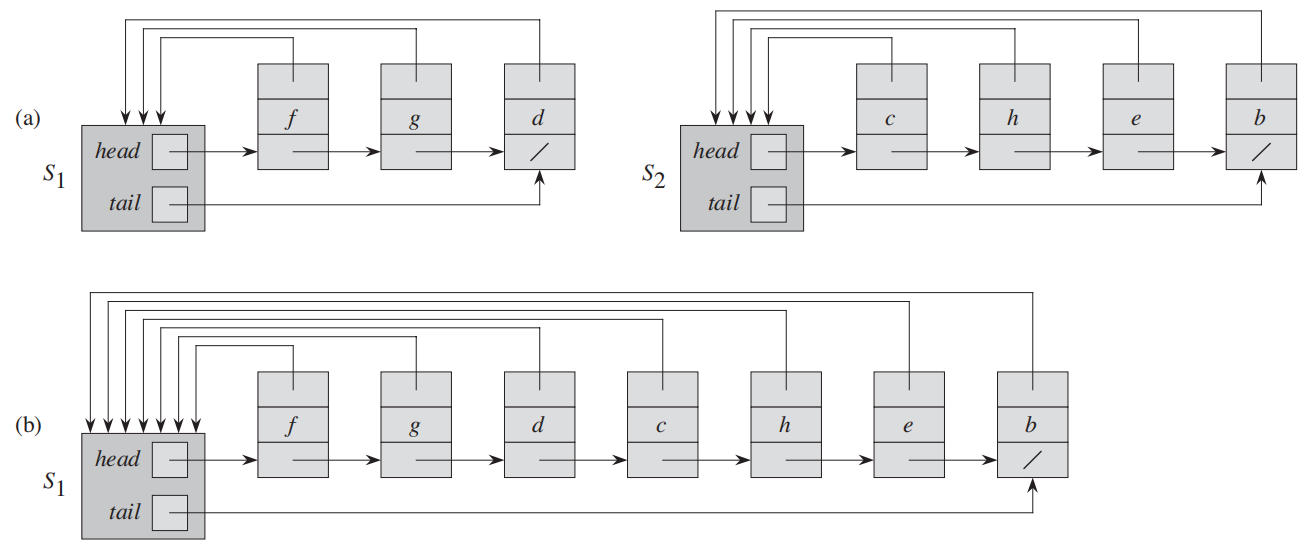 (a)
S1
head
tail
f g d
S2
head
tail
c h e b
(b)
S1
head
tail
f g d c h e b